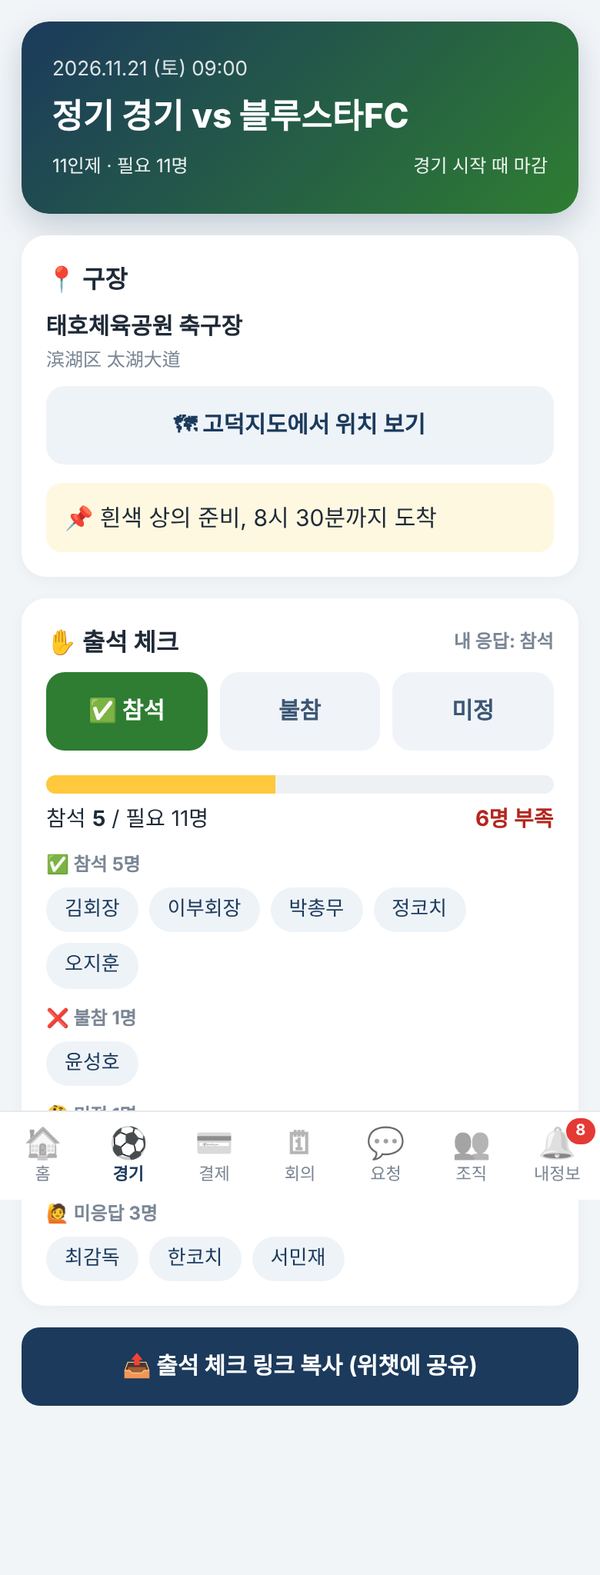 2026.11.21 (토) 09:00
정기 경기 vs 블루스타FC
11인제 · 필요 11명
경기 시작 때 마감
📍 구장
태호체육공원 축구장
滨湖区 太湖大道
🗺 고덕지도에서 위치 보기
📌 흰색 상의 준비, 8시 30분까지 도착
✋ 출석 체크
내 응답: 참석
✅ 참석
불참
미정
참석 5 / 필요 11명
6명 부족
✅ 참석 5명
김회장
이부회장
박총무
정코치
오지훈
❌ 불참 1명
윤성호
홈
경기
결제
회의
요청
조직
8
내정보
🙋 미응답 3명
최감독
한코치
서민재
📤 출석 체크 링크 복사 (위챗에 공유)